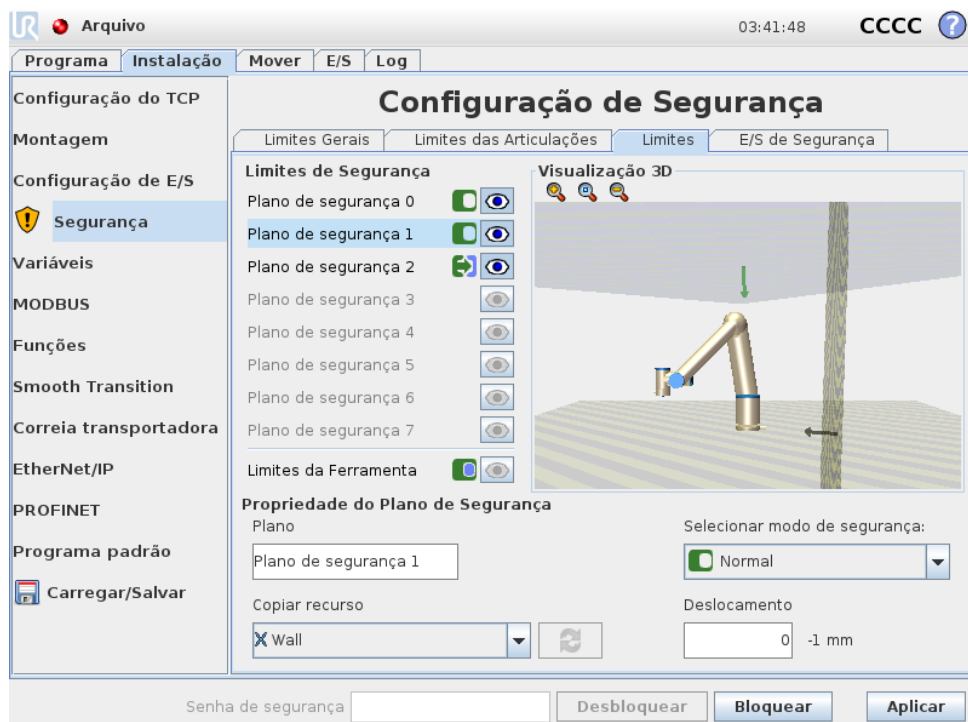 UR Arquivo 03:41:48 CCCC ?
Programa Instalação Mover E/S Log
Configuração do TCP
Montagem
Configuração de E/S
Segurança
Variáveis
MODBUS
Funções
Smooth Transition
Correia transportadora
EtherNet/IP
PROFINET
Programa padrão
Carregar/Salvar
Configuração de Segurança
Limites Gerais Limites das Articulações Limites E/S de Segurança
Limites de Segurança
Plano de segurança 0
Plano de segurança 1
Plano de segurança 2
Plano de segurança 3
Plano de segurança 4
Plano de segurança 5
Plano de segurança 6
Plano de segurança 7
Limites da Ferramenta
Visualização 3D
Propriedade do Plano de Segurança
Plano
Plano de segurança 1
Selecionar modo de segurança:
Normal
Copiar recurso
Wall
Deslocamento
0 -1 mm
Senha de segurança Desbloquear Bloquear Aplicar